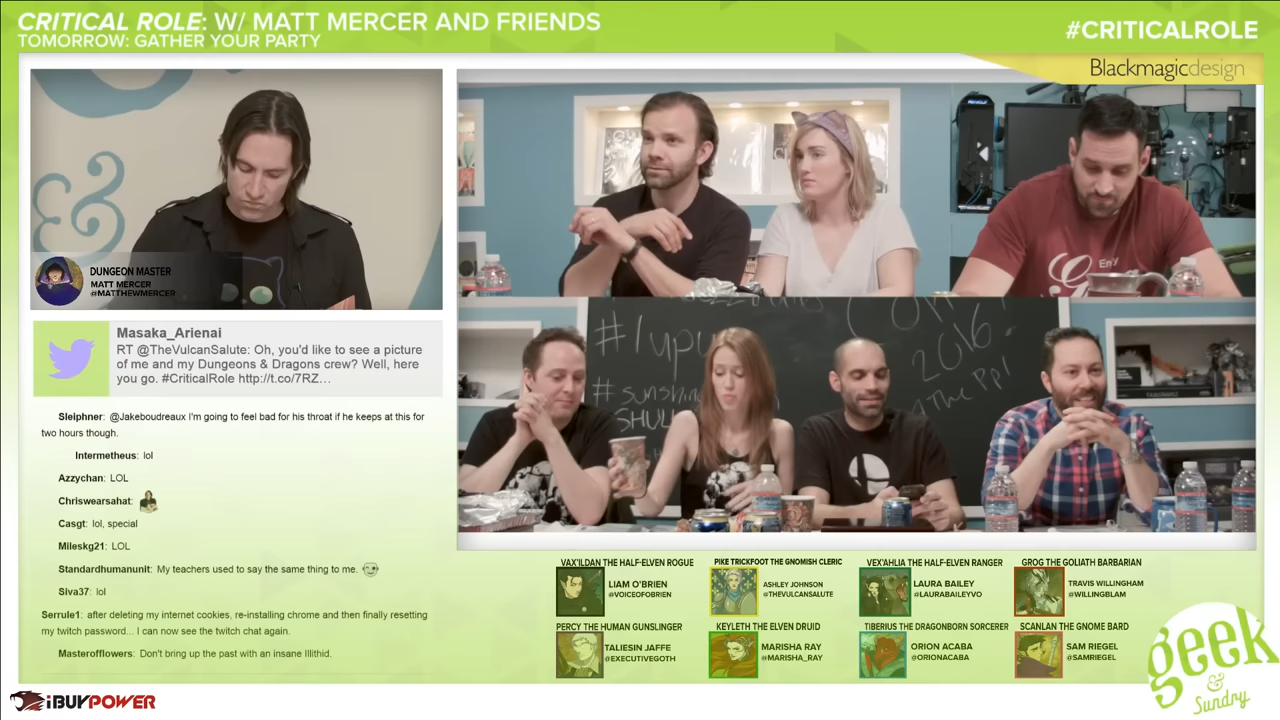 CRITICAL ROLE: W/ MATT MERCER AND FRIENDS
TOMORROW: GATHER YOUR PARTY
#CRITICALROLE
Blackmagicdesign
DUNGEON MASTER
MATT MERCER
@MATTHEWMERCER
Masaka_Arienai
RT @TheVulcanSalute: Oh, you'd like to see a picture
of me and my Dungeons & Dragons crew? Well, here
you go. #CriticalRole http://t.co/7RZ...
Sleiphner: @Jakeboudreaux I'm going to feel bad for his throat if he keeps at this for
two hours though.
Intermetheus: lol
Azzychan: LOL
Chriswearsahat:
Casgt: lol, special
Mileskg21: LOL
Standardhumanunit: My teachers used to say the same thing to me.
Siva37: lol
Serrule1: after deleting my internet cookies, re-installing chrome and then finally resetting
my twitch password... I can now see the twitch chat again.
Masterofflowers: Don't bring up the past with an insane Illithid.
&
#lupu
2016
# sunshin
SHUL
VAX'ILDAN THE HALF-ELVEN ROGUE
LIAM O'BRIEN
@VOICEOFOBRIEN
PIKE TRICKFOOT THE GNOMISH CLERIC
ASHLEY JOHNSON
@THEVULCANSALUTE
VEX'AHLIA THE HALF-ELVEN RANGER
LAURA BAILEY
@LAURABAILEYVO
GROG THE GOLIATH BARBARIAN
TRAVIS WILLINGHAM
@WILLINGBLAM
PERCY THE HUMAN GUNSLINGER
TALIESIN JAFFE
@EXECUTIVEGOTH
KEYLETH THE ELVEN DRUID
MARISHA RAY
@MARISHA_RAY
TIBERIUS THE DRAGONBORN SORCERER
ORION ACABA
@ORIONACABA
SCANLAN THE GNOME BARD
SAM RIEGEL
@SAMRIEGEL
geek
& Sundry
iBUYPOWER